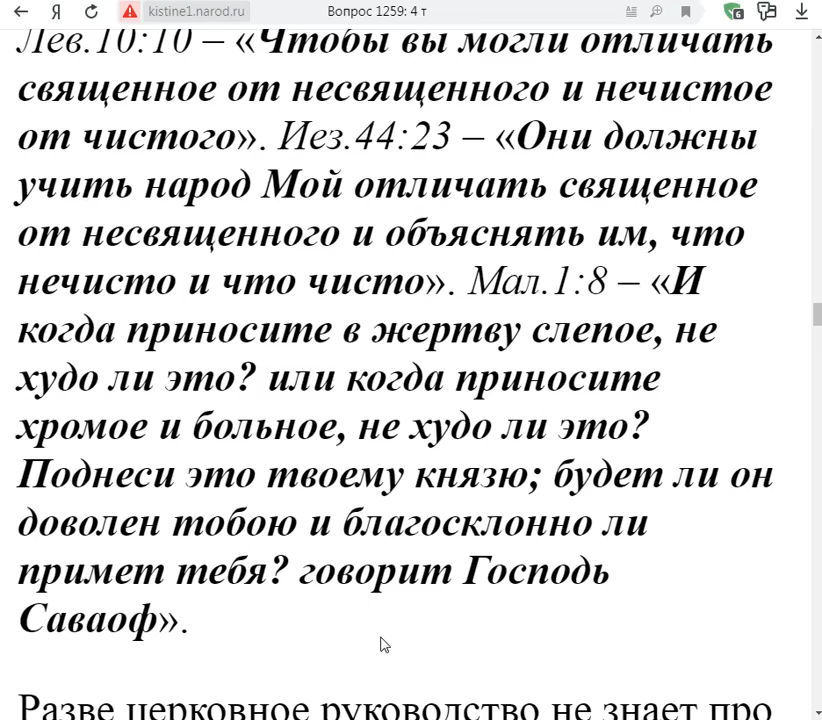 Я kistine1.narod.ru Вопрос 1259: 4 т 6
Лев.10:10 – «Чтобы вы могли отличать
священное от несвященного и нечистое
от чистого». Иез.44:23 – «Они должны
учить народ Мой отличать священное
от несвященного и объяснять им, что
нечисто и что чисто». Мал.1:8 – «И
когда приносите в жертву слепое, не
худо ли это? или когда приносите
хромое и больное, не худо ли это?
Поднеси это твоему князю; будет ли он
доволен тобою и благосклонно ли
примет тебя? говорит Господь
Саваоф».
Разве церковное руководство не знает про